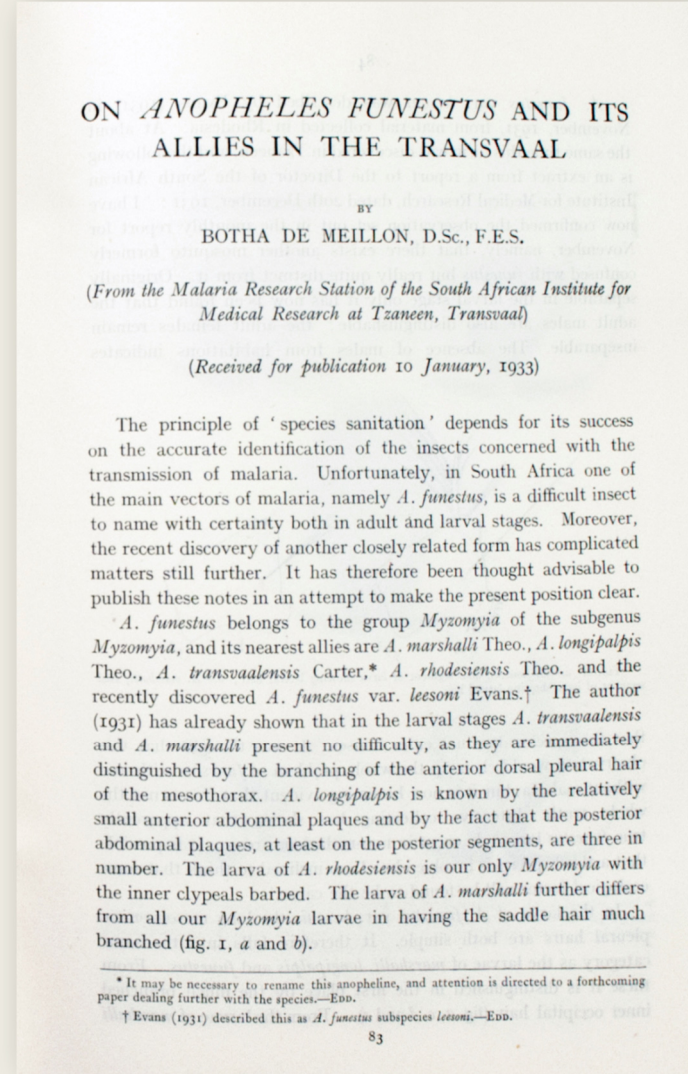 ON ANOPHELES FUNESTUS AND ITS
ALLIES IN THE TRANSVAAL
BY
BOTHA DE MEILLON, D.Sc., F.E.S.
(From the Malaria Research Station of the South African Institute for
Medical Research at Tzaneen, Transvaal)
(Received for publication 10 January, 1933)
The principle of ‘ species sanitation ’ depends for its success
on the accurate identification of the insects concerned with the
transmission of malaria. Unfortunately, in South Africa one of
the main vectors of malaria, namely A. funestus, is a difficult insect
to name with certainty both in adult and larval stages. Moreover,
the recent discovery of another closely related form has complicated
matters still further. It has therefore been thought advisable to
publish these notes in an attempt to make the present position clear.
A. funestus belongs to the group Myzomyia of the subgenus
Myzomyia, and its nearest allies are A. marshalli Theo., A. longipalpis
Theo., A. transvaalensis Carter,* A. rhodesiensis Theo. and the
recently discovered A. funestus var. leesoni Evans.† The author
(1931) has already shown that in the larval stages A. transvaalensis
and A. marshalli present no difficulty, as they are immediately
distinguished by the branching of the anterior dorsal pleural hair
of the mesothorax. A. longipalpis is known by the relatively
small anterior abdominal plaques and by the fact that the posterior
abdominal plaques, at least on the posterior segments, are three in
number. The larva of A. rhodesiensis is our only Myzomyia with
the inner clypeals barbed. The larva of A. marshalli further differs
from all our Myzomyia larvae in having the saddle hair much
branched (fig. 1, a and b).
* It may be necessary to rename this anopheline, and attention is directed to a forthcoming
paper dealing further with the species.—EDD.
† Evans (1931) described this as A. funestus subspecies leesoni.—EDD.
83